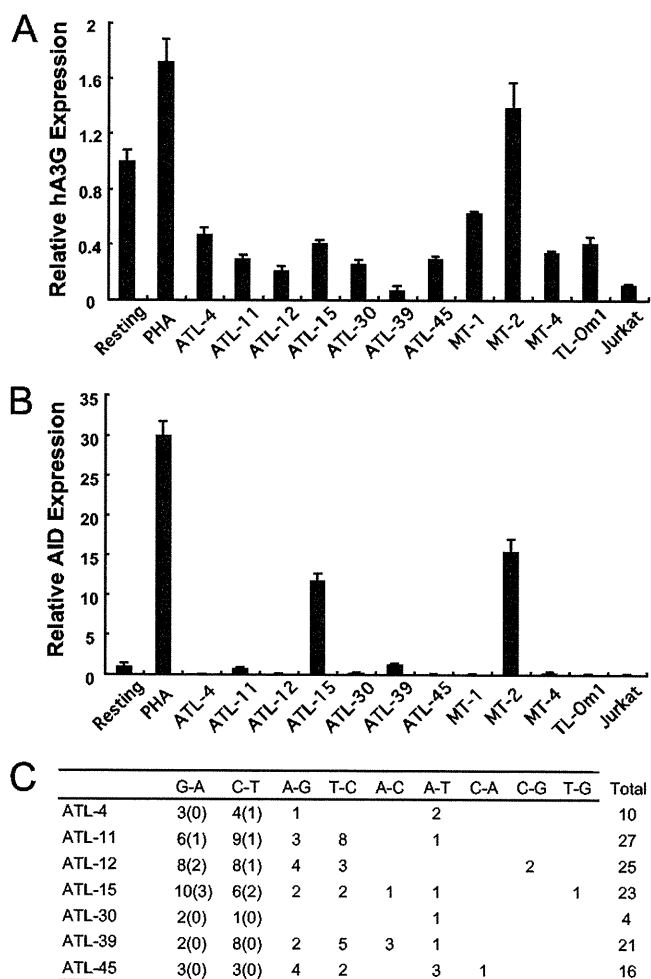 A
Relative hA3G Expression
2
1.6
1.2
0.8
0.4
0
Resting PHA ATL-4 ATL-11 ATL-12 ATL-15 ATL-30 ATL-39 ATL-45 MT-1 MT-2 MT-4 TL-Om1 Jurkat
B
Relative AID Expression
35
30
25
20
15
10
5
Resting PHA ATL-4 ATL-11 ATL-12 ATL-15 ATL-30 ATL-39 ATL-45 MT-1 MT-2 MT-4 TL-Om1 Jurkat
C
G-A C-T A-G T-C A-C A-T C-A C-G T-G Total
ATL-4 3(0) 4(1) 1 2 10
ATL-11 6(1) 9(1) 3 8 1 27
ATL-12 8(2) 8(1) 4 3 2 25
ATL-15 10(3) 6(2) 2 2 1 1 1 23
ATL-30 2(0) 1(0) 1 4
ATL-39 2(0) 8(0) 2 5 3 1 21
ATL-45 3(0) 3(0) 4 2 3 1 16